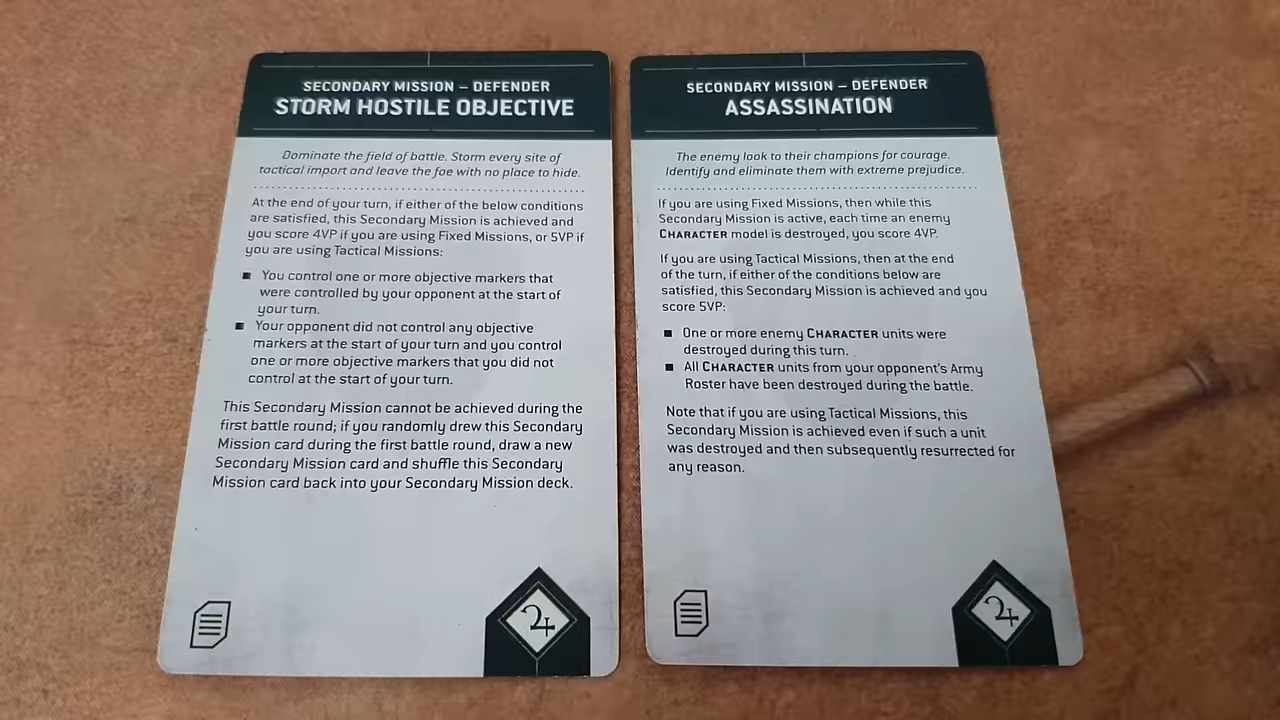 SECONDARY MISSION – DEFENDER
STORM HOSTILE OBJECTIVE
Dominate the field of battle. Storm every site of
tactical import and leave the foe with no place to hide.
At the end of your turn, if either of the below conditions
are satisfied, this Secondary Mission is achieved and
you score 4VP if you are using Fixed Missions, or 5VP if
you are using Tactical Missions:
■ You control one or more objective markers that
were controlled by your opponent at the start of
your turn.
■ Your opponent did not control any objective
markers at the start of your turn and you control
one or more objective markers that you did not
control at the start of your turn.
This Secondary Mission cannot be achieved during the
first battle round; if you randomly drew this Secondary
Mission card during the first battle round, draw a new
Secondary Mission card and shuffle this Secondary
Mission card back into your Secondary Mission deck.
SECONDARY MISSION – DEFENDER
ASSASSINATION
The enemy look to their champions for courage.
Identify and eliminate them with extreme prejudice.
If you are using Fixed Missions, then while this
Secondary Mission is active, each time an enemy
CHARACTER model is destroyed, you score 4VP.
If you are using Tactical Missions, then at the end
of the turn, if either of the conditions below are
satisfied, this Secondary Mission is achieved and you
score 5VP:
■ One or more enemy CHARACTER units were
destroyed during this turn.
■ All CHARACTER units from your opponent's Army
Roster have been destroyed during the battle.
Note that if you are using Tactical Missions, this
Secondary Mission is achieved even if such a unit
was destroyed and then subsequently resurrected for
any reason.